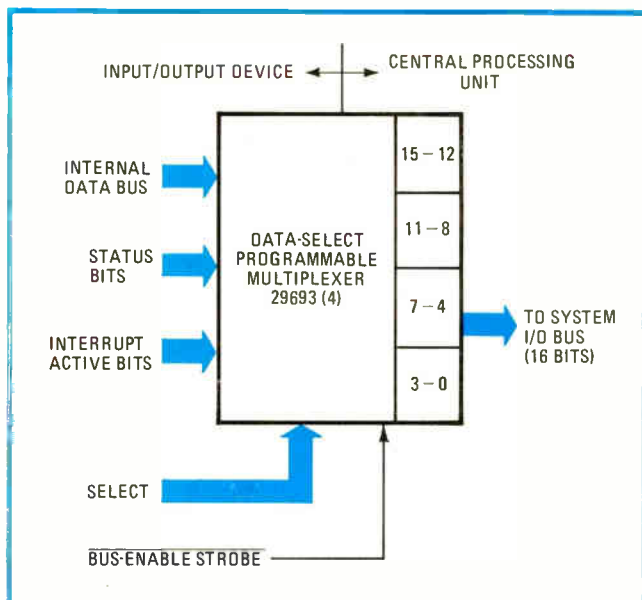 INPUT/OUTPUT DEVICE
CENTRAL PROCESSING
UNIT
INTERNAL
DATA BUS
STATUS
BITS
INTERRUPT
ACTIVE BITS
DATA-SELECT
PROGRAMMABLE
MULTIPLEXER
29693 (4)
15 – 12
11 – 8
7 – 4
3 – 0
TO SYSTEM
I/O BUS
(16 BITS)
SELECT
BUS-ENABLE STROBE